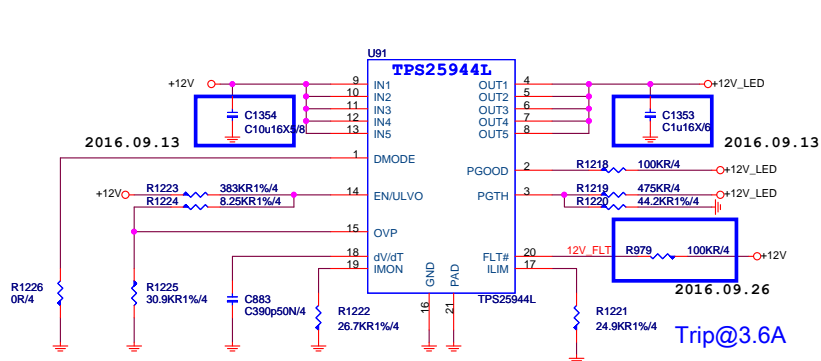 U91
TPS25944L
+12V
9 IN1 OUT1 4 +12V_LED
10 IN2 OUT2 5
11 IN3 OUT3 6
12 IN4 OUT4 7
13 IN5 OUT5 8
C1354
C10u16X5/8
C1353
C1u16X/6
2016.09.13
2016.09.13
1 DMODE
PGOOD 2 R1218 100KR/4 +12V_LED
+12V R1223 383KR1%/4 14 EN/ULVO PGTH 3 R1219 475KR/4 +12V_LED
R1224 8.25KR1%/4
R1220 44.2KR1%/4
15 OVP
18 dV/dT FLT# 20 12V_FLT R979 100KR/4 +12V
19 IMON ILIM 17
GND PAD
16 21
TPS25944L
2016.09.26
R1226
0R/4
R1225
30.9KR1%/4
C883
C390p50N/4
R1222
26.7KR1%/4
R1221
24.9KR1%/4
Trip@3.6A